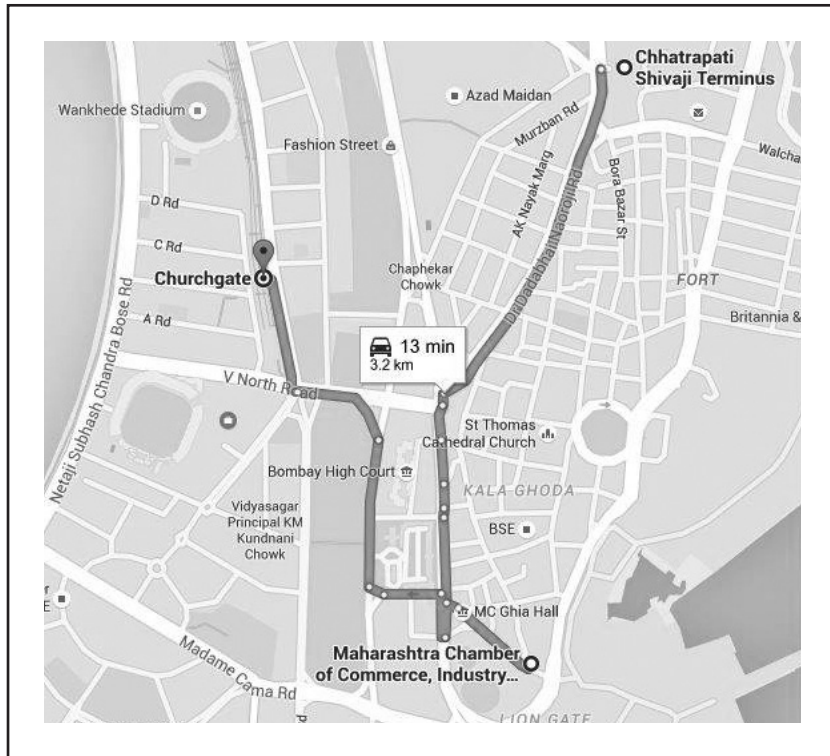 Chhatrapati
Shivaji Terminus
Azad Maidan
Wankhede Stadium
Murzban Rd
Fashion Street
Walcha
AK Nayak Marg
Bora Bazar St
D Rd
C Rd
Dr Dadabhai Naoroji Rd
Chaphekar
Chowk
FORT
Churchgate
A Rd
Britannia &
Netaji Subhash Chandra Bose Rd
13 min
3.2 km
V North Road
St Thomas
Cathedral Church
Bombay High Court
KALA GHODA
Vidyasagar
Principal KM
Kundnani
Chowk
BSE
MC Ghia Hall
Maharashtra Chamber
of Commerce, Industry...
Madame Cama Rd
LION GATE